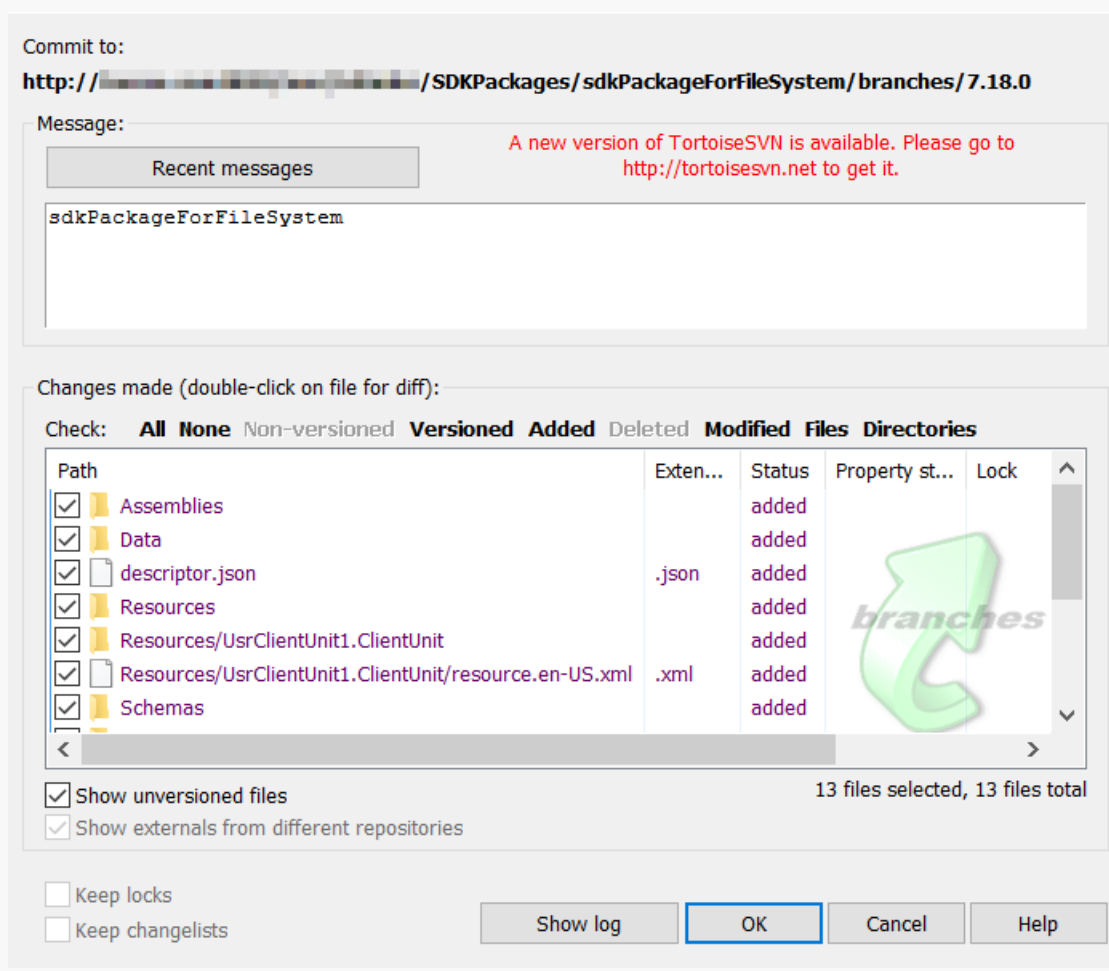 Commit to:
http:// /SDKPackages/sdkPackageForFileSystem/branches/7.18.0
Message:
Recent messages
A new version of TortoiseSVN is available. Please go to
http://tortoisesvn.net to get it.
sdkPackageForFileSystem
Changes made (double-click on file for diff):
Check: All None Non-versioned Versioned Added Deleted Modified Files Directories
Path Exten... Status Property st... Lock
Assemblies added
Data added
descriptor.json .json added
Resources added
Resources/UsrClientUnit1.ClientUnit added
Resources/UsrClientUnit1.ClientUnit/resource.en-US.xml .xml added
Schemas added
branches
Show unversioned files
13 files selected, 13 files total
Show externals from different repositories
Keep locks
Keep changelists
Show log OK Cancel Help